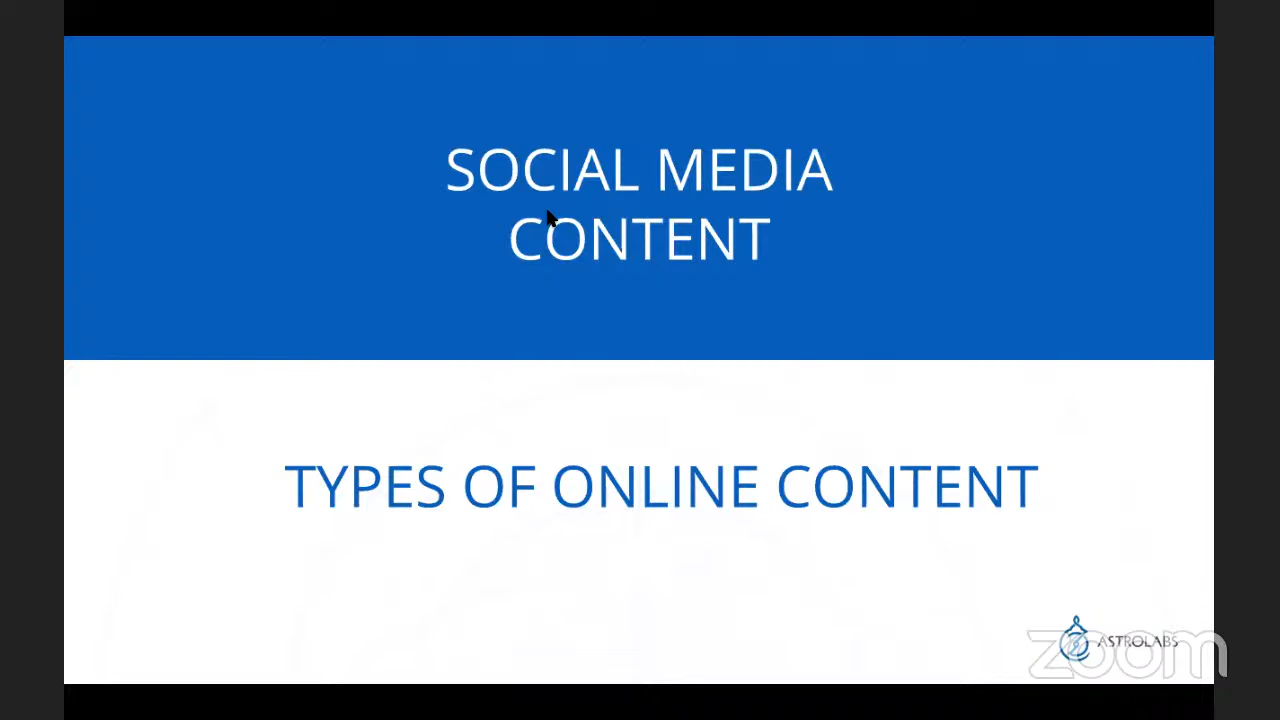 SOCIAL MEDIA
CONTENT
TYPES OF ONLINE CONTENT
ASTROLABS
zoom